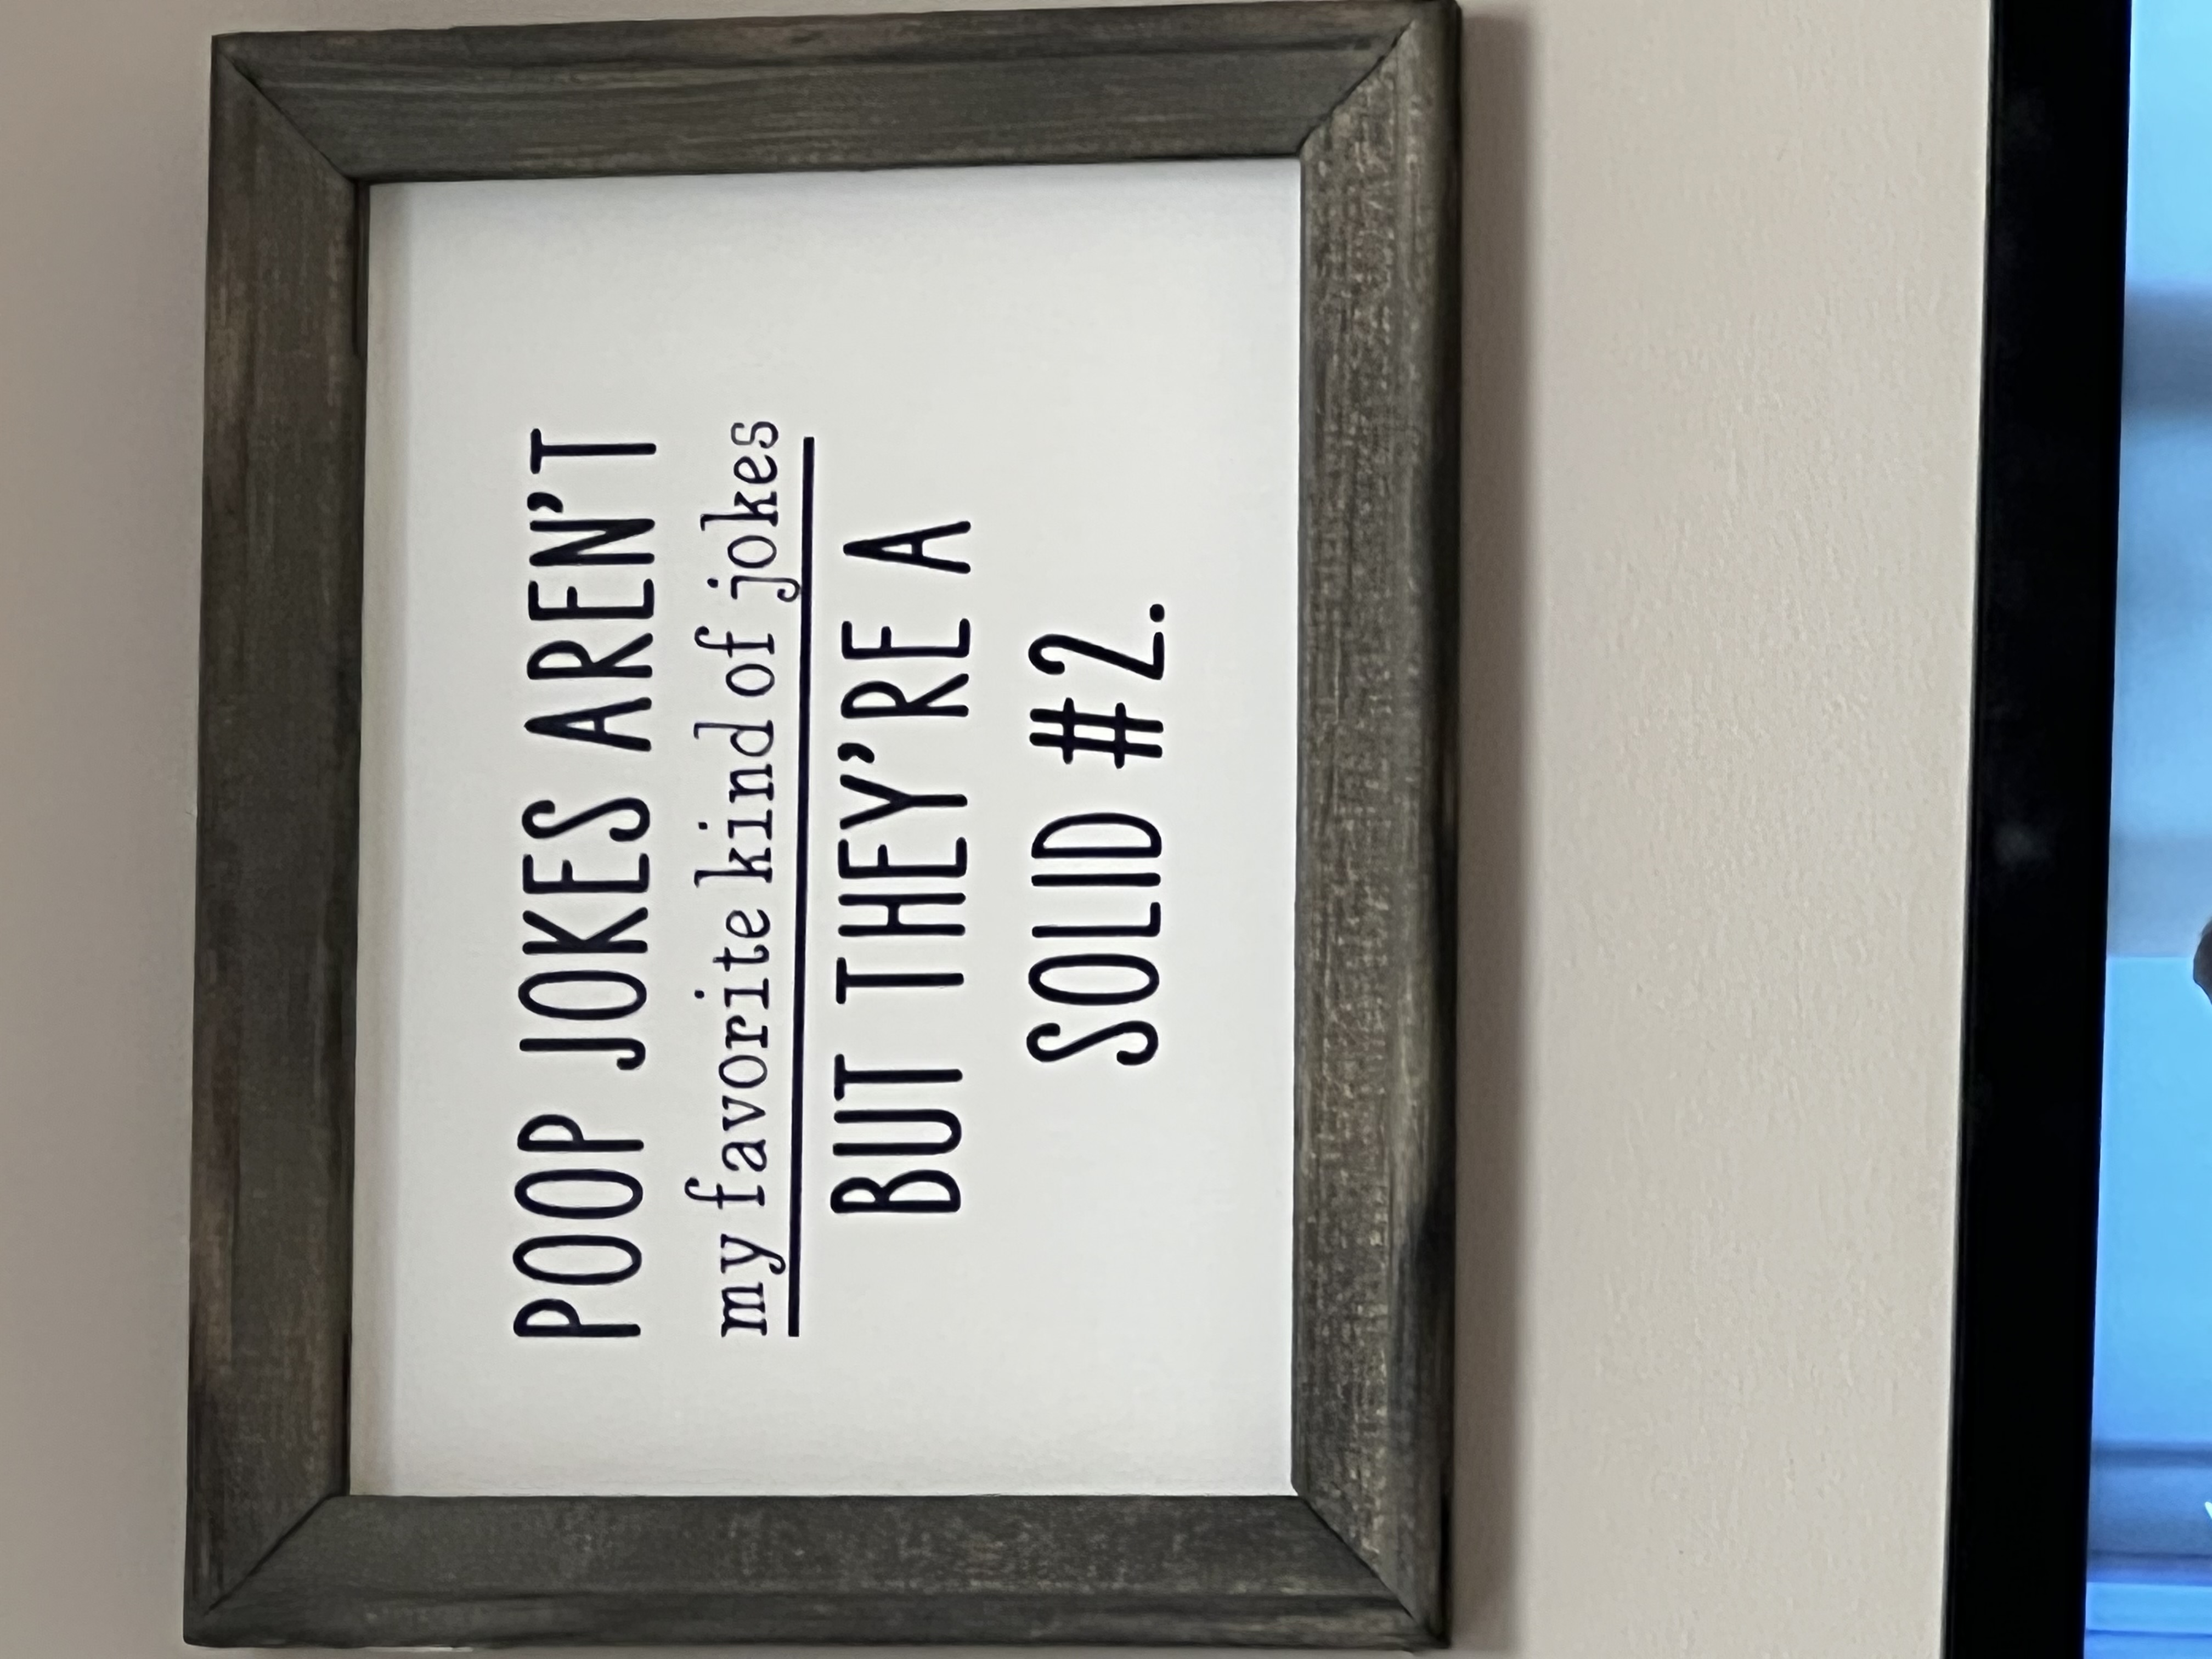 POOP JOKES AREN'T
my favorite kind of jokes
BUT THEY'RE A
SOLID #2.